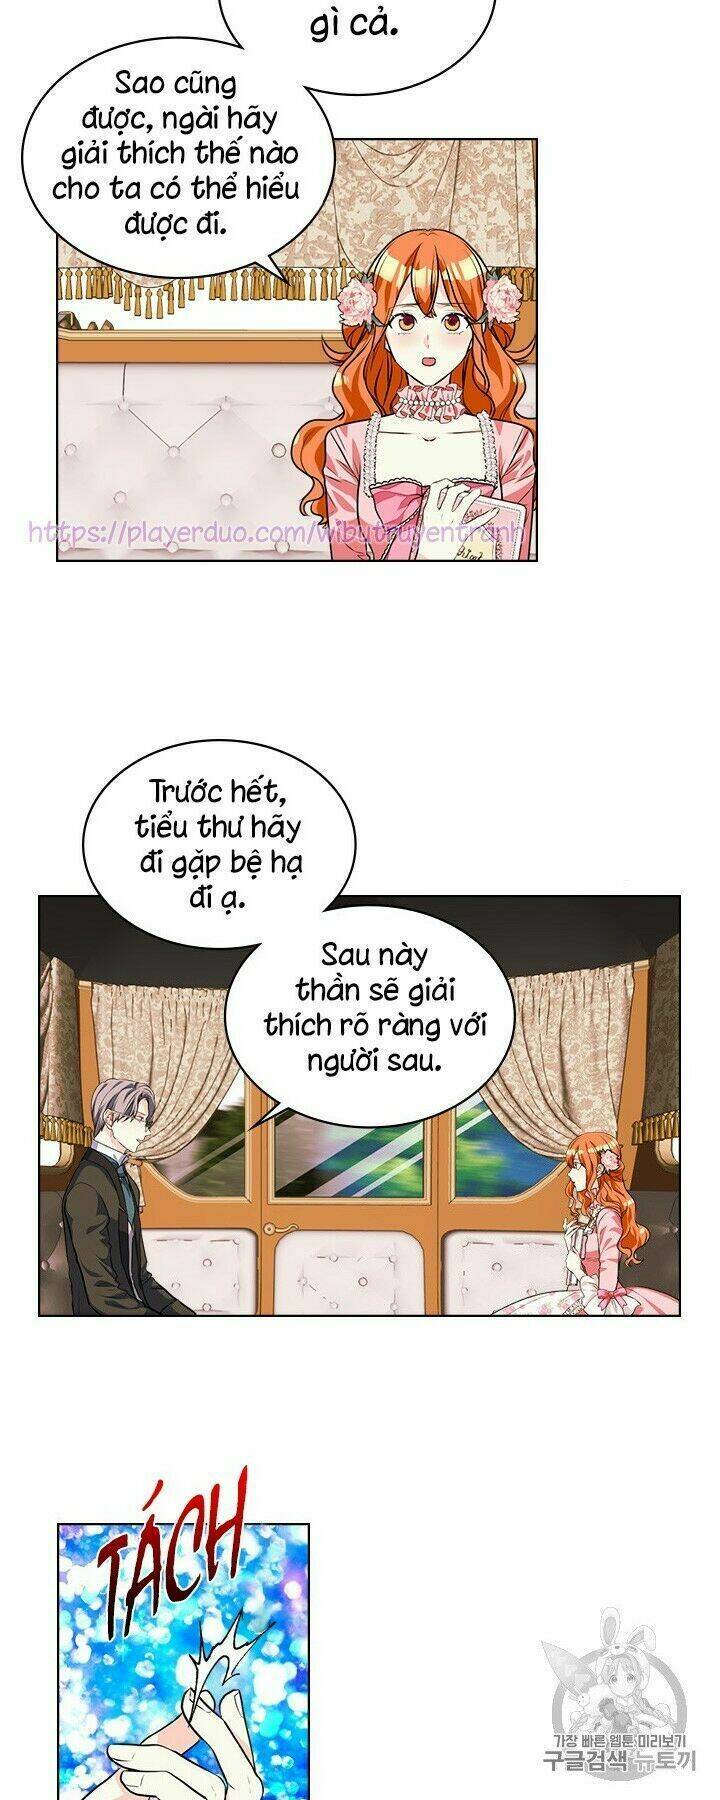 gì cả.
Sao cũng
được, ngài hãy
giải thích thế nào
cho ta có thể hiểu
được đi.
https://playerduo.com/wibutruyentranh
Trước hết,
tiểu thư hãy
đi gặp bệ hạ
đi ạ.
Sau này
thần sẽ giải
thích rõ ràng với
người sau.
TÁCH
가장 빠른 웹툰 미리보기
구글검색 뉴토끼